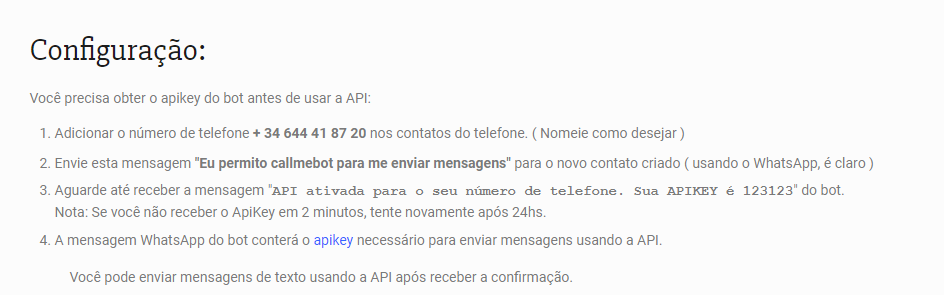 Configuração:
Você precisa obter o apikey do bot antes de usar a API:
1. Adicionar o número de telefone + 34 644 41 87 20 nos contatos do telefone. ( Nomeie como desejar )
2. Envie esta mensagem "Eu permito callmebot para me enviar mensagens" para o novo contato criado ( usando o WhatsApp, é claro )
3. Aguarde até receber a mensagem "API ativada para o seu número de telefone. Sua APIKEY é 123123" do bot.
Nota: Se você não receber o ApiKey em 2 minutos, tente novamente após 24hs.
4. A mensagem WhatsApp do bot conterá o apikey necessário para enviar mensagens usando a API.
Você pode enviar mensagens de texto usando a API após receber a confirmação.